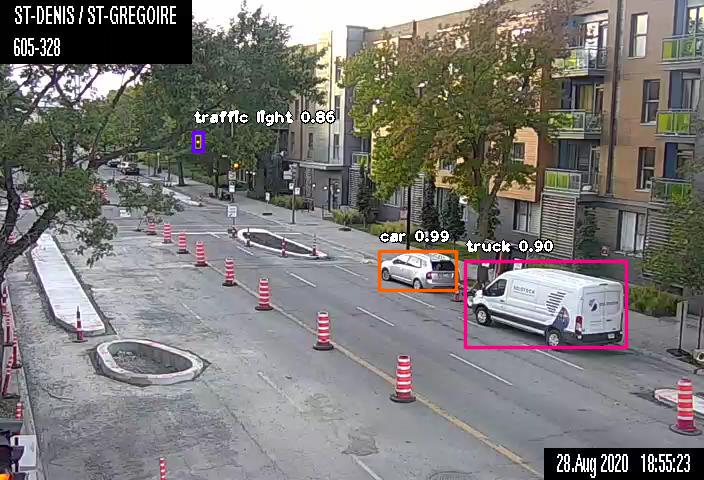 ST-DENIS / ST-GREGOIRE
605-328
traffic light 0.86
car 0.99
truck 0.90
28.Aug 2020 18:55:23